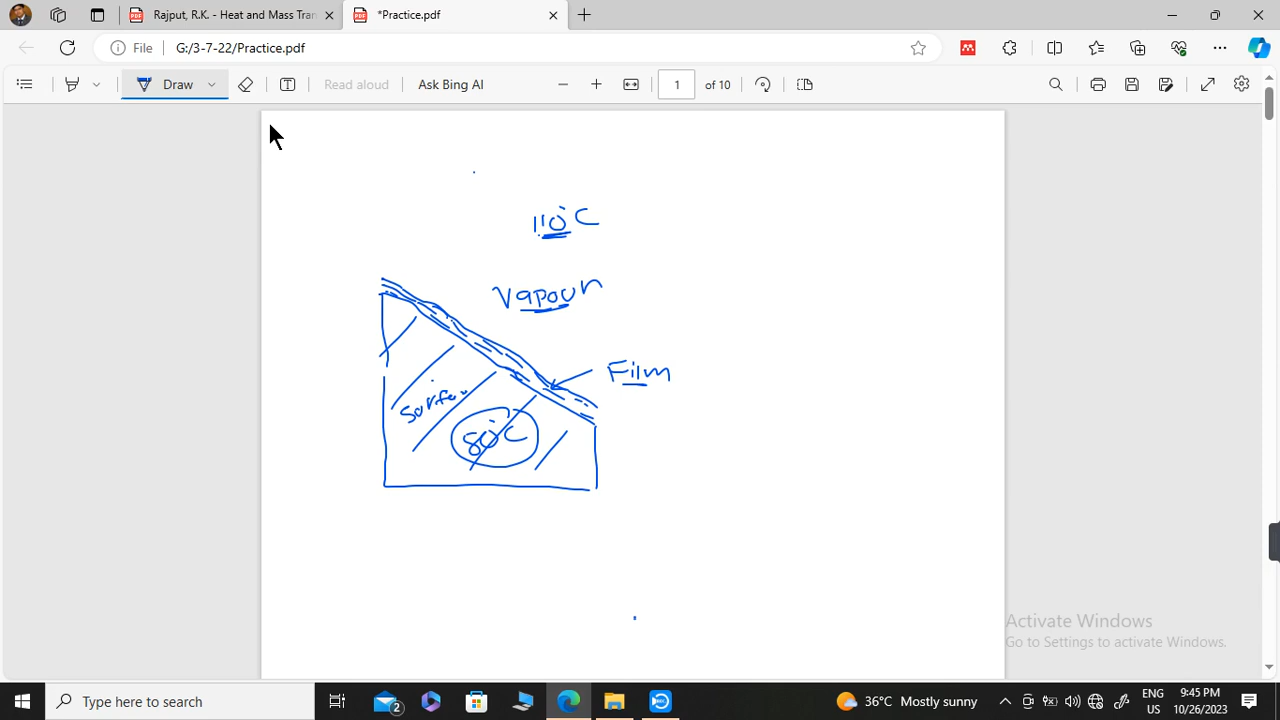 Rajput, R.K. - Heat and Mass Tran
*Practice.pdf
File G:/3-7-22/Practice.pdf
Draw
Read aloud
Ask Bing AI
1 of 10
110°C
Vapour
Film
80°C
Activate Windows
Go to Settings to activate Windows.
Type here to search
2
36°C Mostly sunny
ENG
US
9:45 PM
10/26/2023